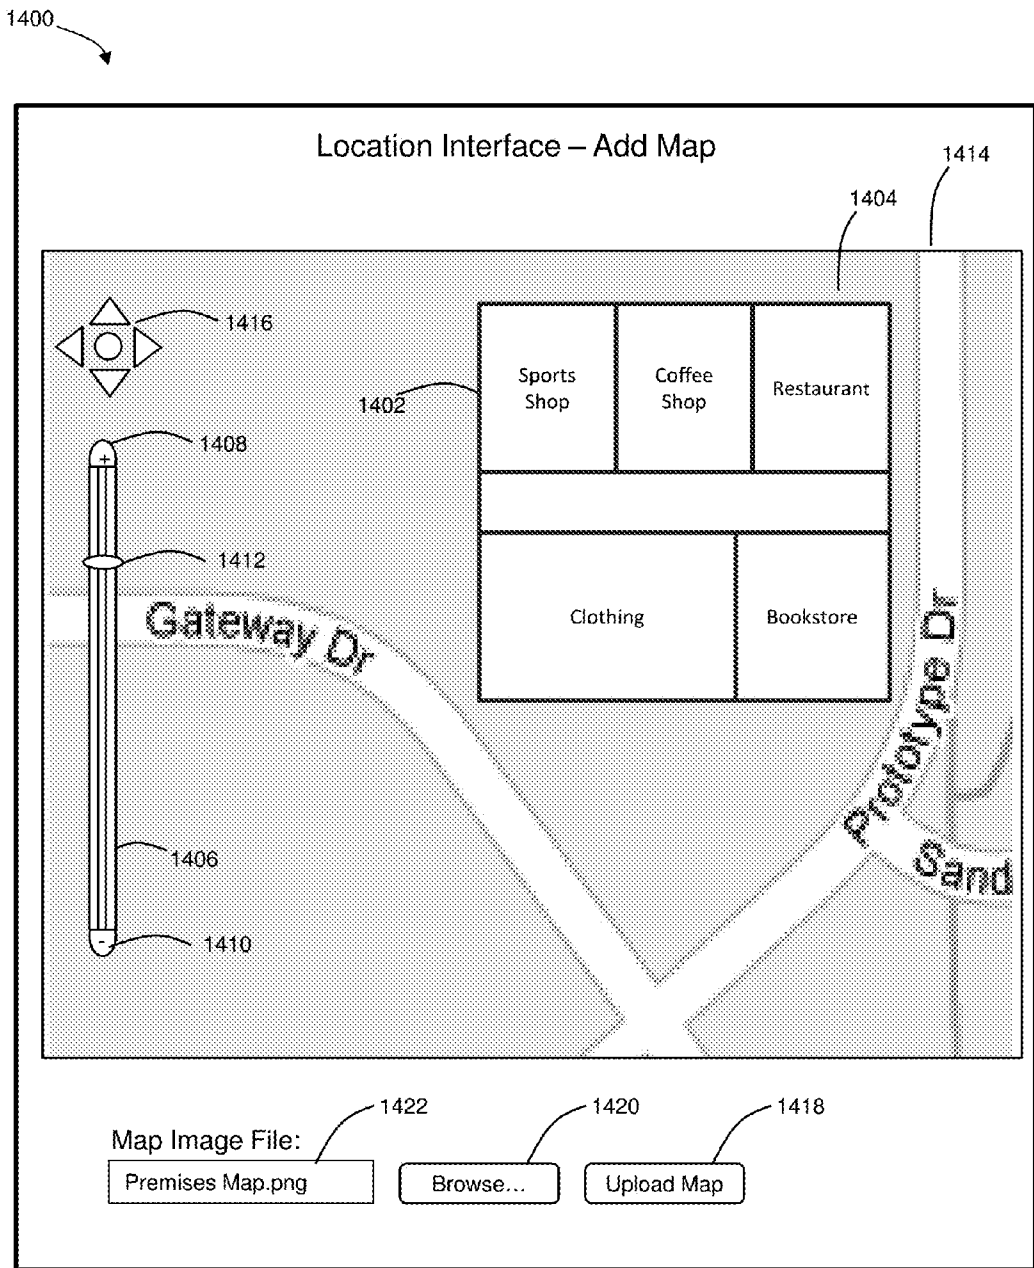 1400
Location Interface – Add Map
1414
1404
1416
Sports
Shop
Coffee
Shop
Restaurant
1402
1408
+
1412
Gateway Dr
Clothing
Bookstore
Prototype Dr
1406
Sand
1410
-
1422
1420
1418
Map Image File:
Premises Map.png
Browse...
Upload Map